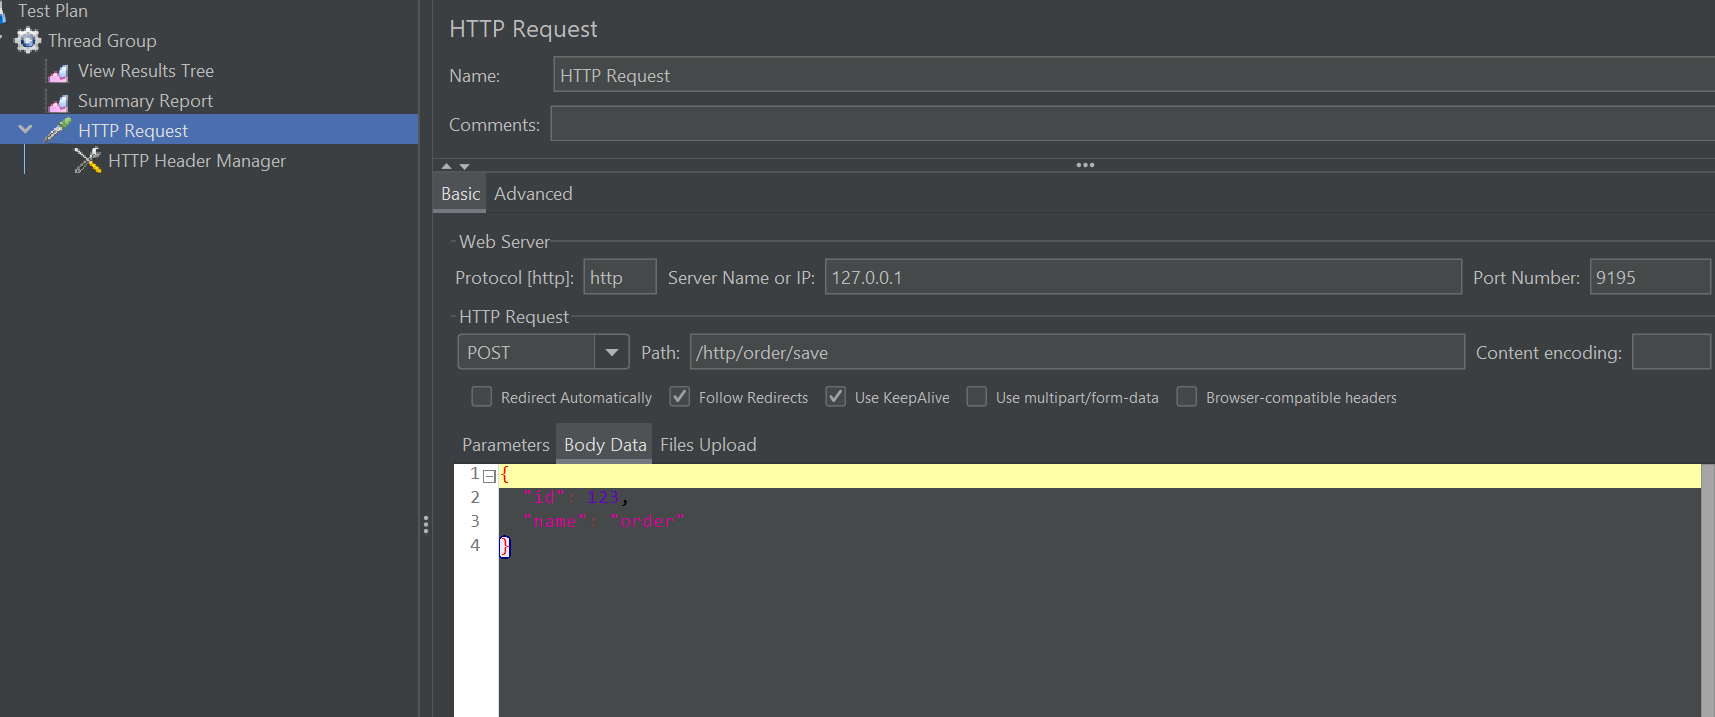 Test Plan
Thread Group
View Results Tree
Summary Report
HTTP Request
HTTP Header Manager
HTTP Request
Name: HTTP Request
Comments:
Basic Advanced
Web Server
Protocol [http]: http Server Name or IP: 127.0.0.1 Port Number: 9195
HTTP Request
POST Path: /http/order/save Content encoding:
Redirect Automatically Follow Redirects Use KeepAlive Use multipart/form-data Browser-compatible headers
Parameters Body Data Files Upload
1 {
2 "id": 123,
3 "name": "order"
4 }